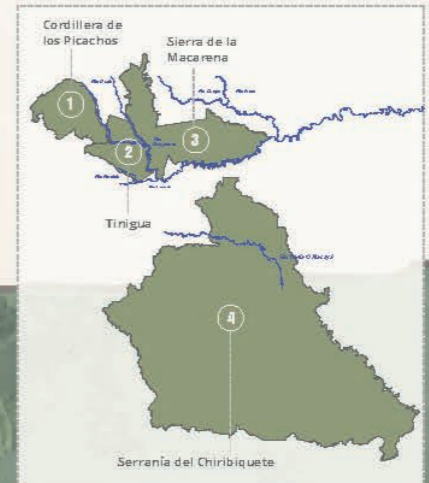 Cordillera de
los Picachos
Sierra de la
Macarena
1
2
3
Tinigua
4
Serranía del Chiribiquete